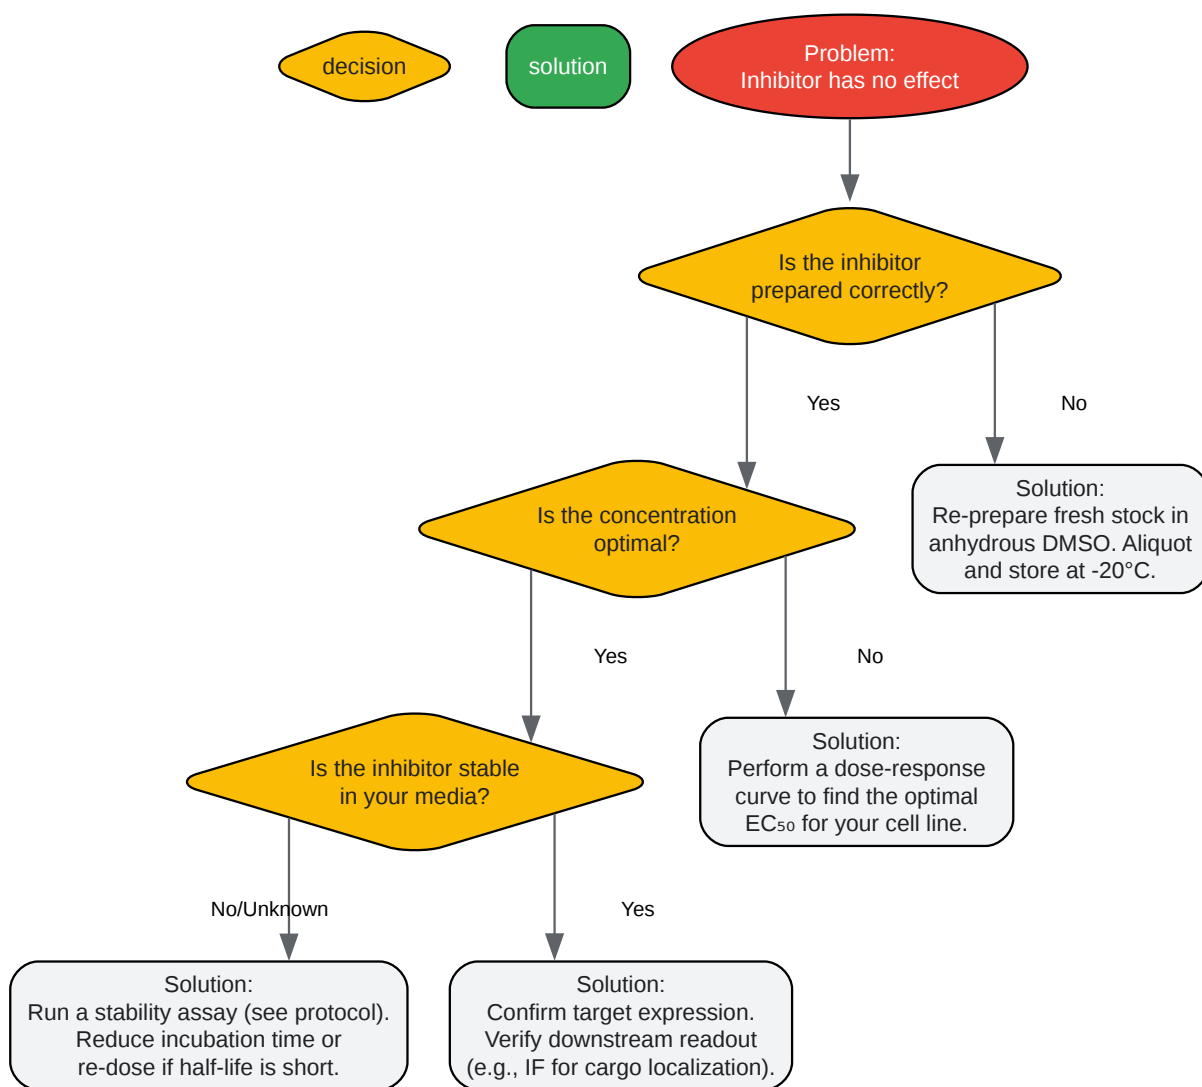 decision
solution
Problem:
Inhibitor has no effect
Is the inhibitor
prepared correctly?
Yes
No
Solution:
Re-prepare fresh stock in
anhydrous DMSO. Aliquot
and store at -20°C.
Is the concentration
optimal?
Yes
No
Solution:
Perform a dose-response
curve to find the optimal
EC₅₀ for your cell line.
Is the inhibitor stable
in your media?
No/Unknown
Yes
Solution:
Run a stability assay (see protocol).
Reduce incubation time or
re-dose if half-life is short.
Solution:
Confirm target expression.
Verify downstream readout
(e.g., IF for cargo localization).